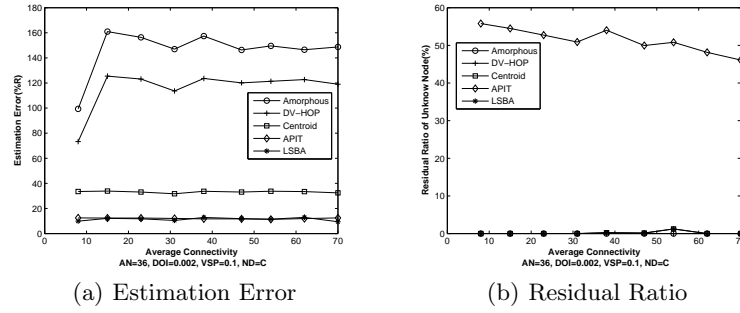 180
160
140
120
100
80
60
40
20
0
Estimation Error(%R)
Amorphous
DV−HOP
Centroid
APIT
LSBA
0 10 20 30 40 50 60 70
Average Connectivity
AN=36, DOI=0.002, VSP=0.1, ND=C
(a) Estimation Error
60
50
40
30
20
10
0
Residual Ratio of Unknow Node(%)
Amorphous
DV−HOP
Centroid
APIT
LSBA
0 10 20 30 40 50 60 70
Average Connectivity
AN=36, DOI=0.002, VSP=0.1, ND=C
(b) Residual Ratio